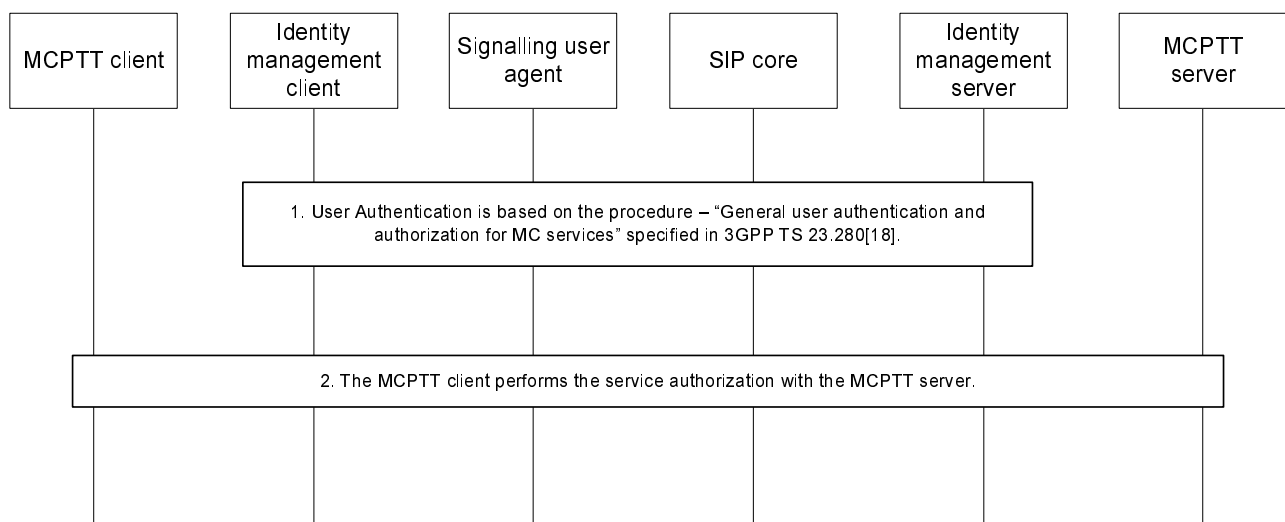 MCPTT client
Identity
management
client
Signalling user
agent
SIP core
Identity
management
server
MCPTT
server
1. User Authentication is based on the procedure – “General user authentication and
authorization for MC services” specified in 3GPP TS 23.280[18].
2. The MCPTT client performs the service authorization with the MCPTT server.